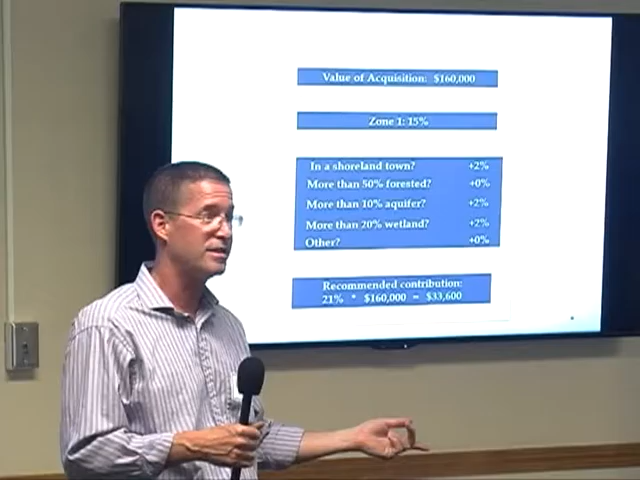 Value of Acquisition: $160,000
Zone 1: 15%
In a shoreland town? +2%
More than 50% forested? +0%
More than 10% aquifer? +2%
More than 20% wetland? +2%
Other? +0%
Recommended contribution:
21% * $160,000 = $33,600